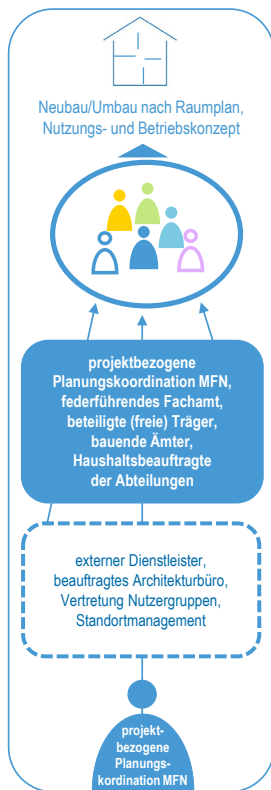 Neubau/Umbau nach Raumplan,
Nutzungs- und Betriebskonzept
projektbezogene
Planungskoordination MFN,
federführendes Fachamt,
beteiligte (freie) Träger,
bauende Ämter,
Haushaltsbeauftragte
der Abteilungen
externer Dienstleister,
beauftragtes Architekturbüro,
Vertretung Nutzergruppen,
Standortmanagement
projekt-
bezogene
Planungs-
kordination MFN